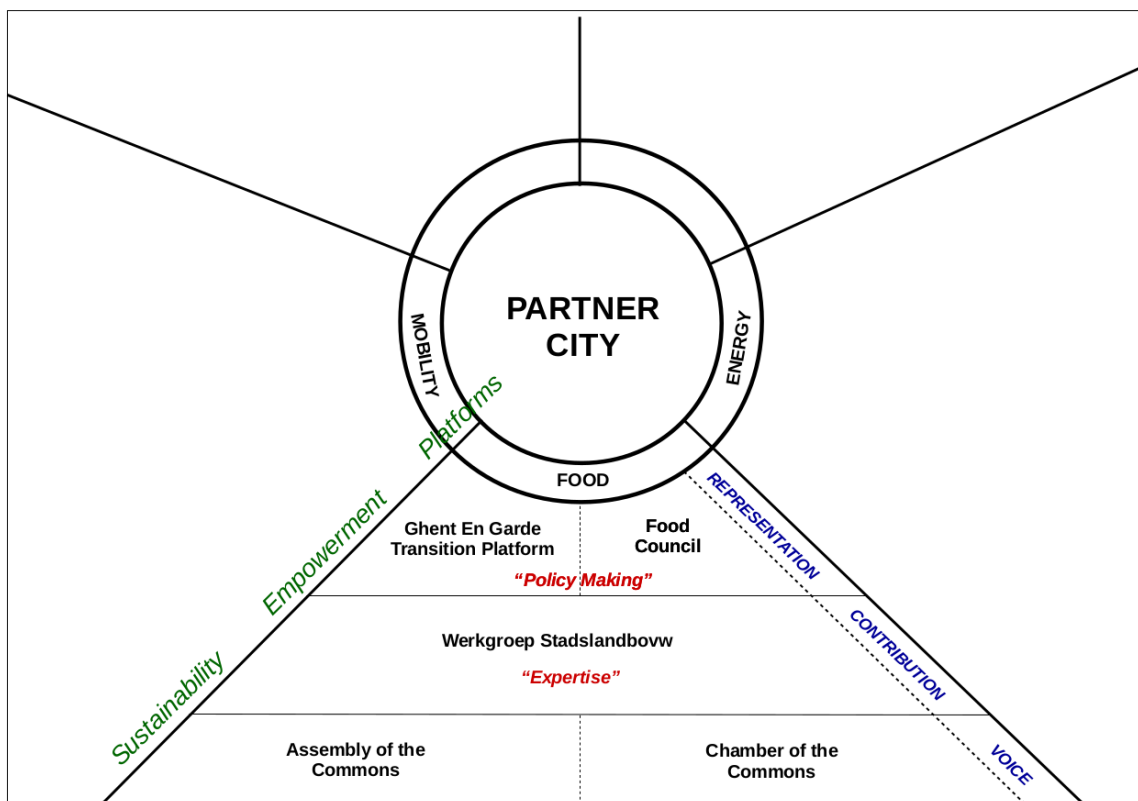 PARTNER
CITY
MOBILITY
ENERGY
FOOD
Platforms
Empowerment
Sustainability
Ghent En Garde
Transition Platform
Food
Council
“Policy Making”
REPRESENTATION
Werkgroep Stadslandbovw
“Expertise”
CONTRIBUTION
Assembly of the
Commons
Chamber of the
Commons
VOICE